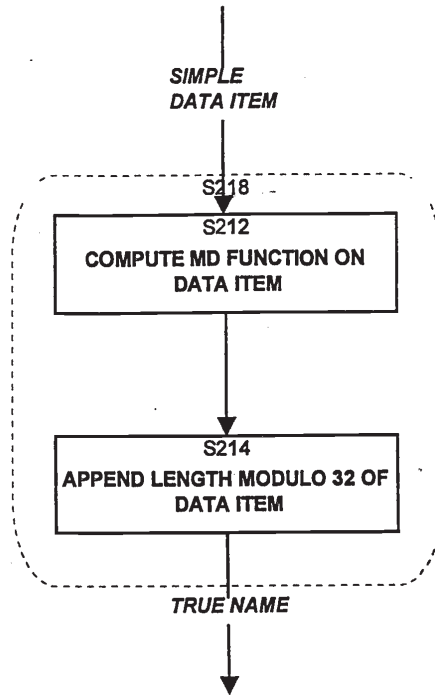 SIMPLE
DATA ITEM
S218
S212
COMPUTE MD FUNCTION ON
DATA ITEM
S214
APPEND LENGTH MODULO 32 OF
DATA ITEM
TRUE NAME